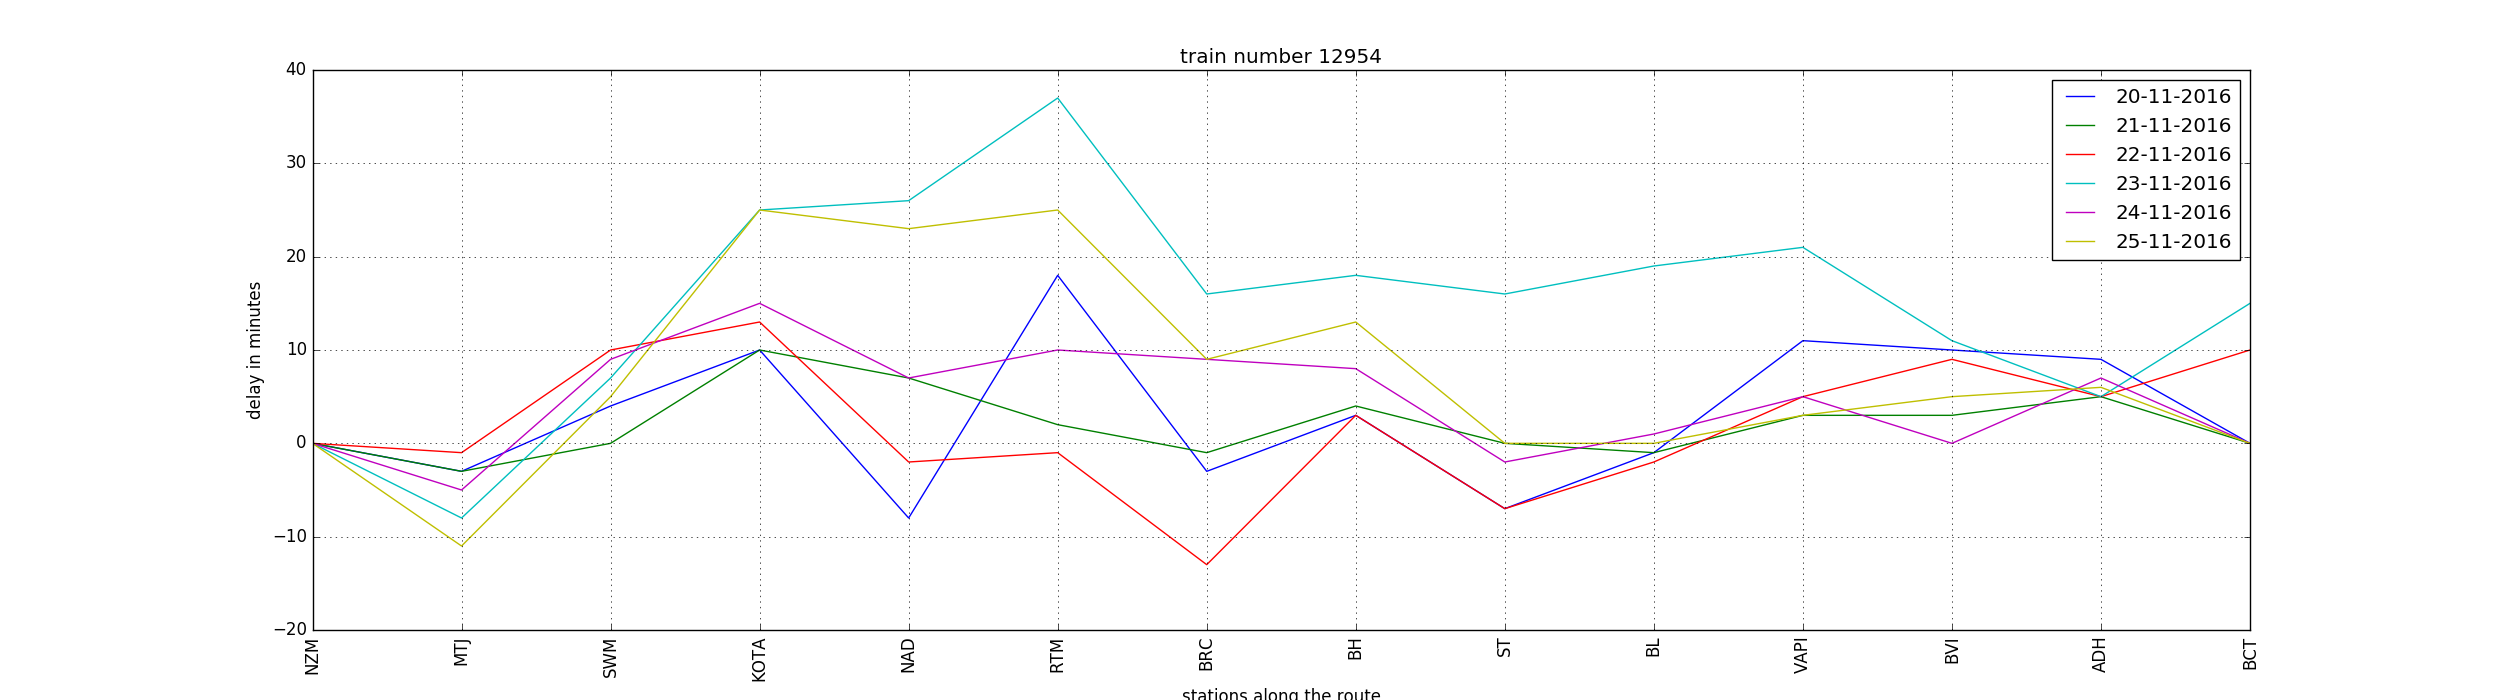 train number 12954
40
30
20
10
0
−10
−20
delay in minutes
20-11-2016
21-11-2016
22-11-2016
23-11-2016
24-11-2016
25-11-2016
NZM
MTJ
SWM
KOTA
NAD
RTM
BRC
BH
ST
BL
VAPI
BVI
ADH
BCT
stations along the route